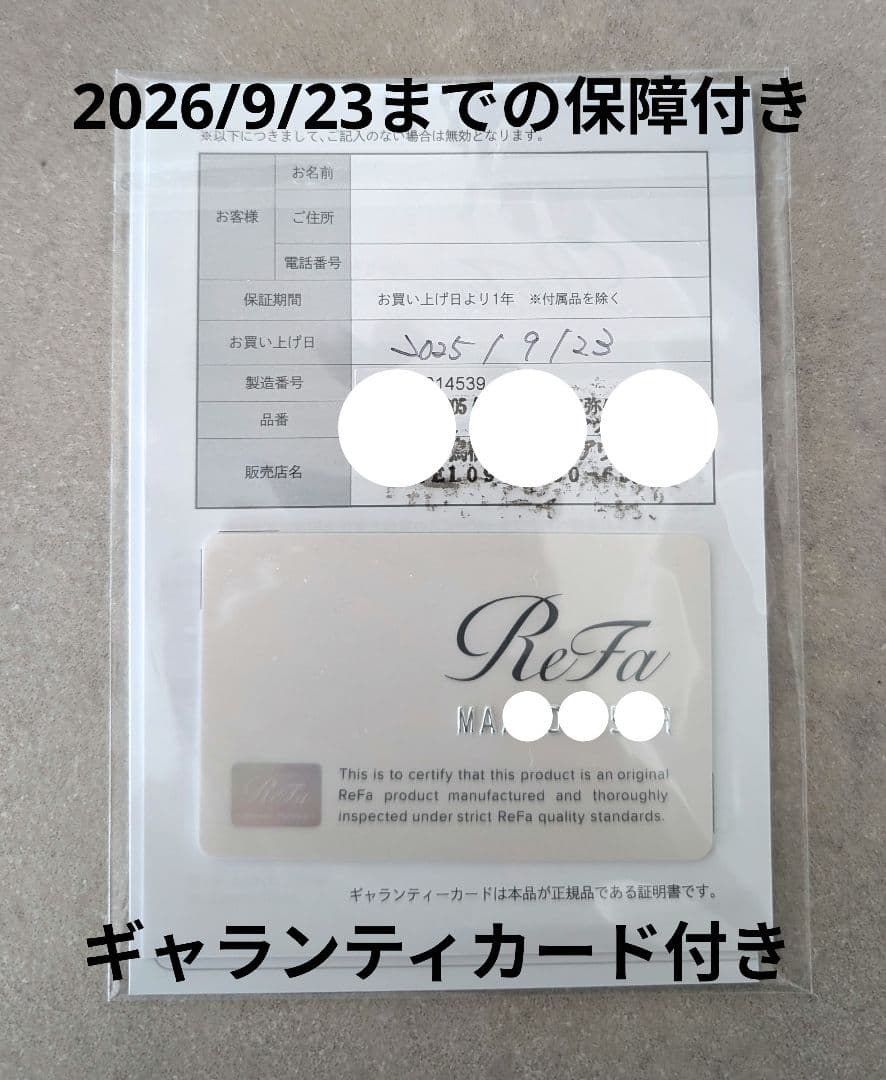 2026/9/23までの保障付き
※以下につきまして、ご記入のない場合は無効となります。
お客様
お名前
ご住所
電話番号
保証期間 お買い上げ日より1年 ※付属品を除く
お買い上げ日 2025/9/23
製造番号 14539
品番
販売店名
ReFa
MA
ReFa
This is to certify that this product is an original
ReFa product manufactured and thoroughly
inspected under strict ReFa quality standards.
ギャランティーカードは本品が正規品である証明書です。
ギャランティカード付き